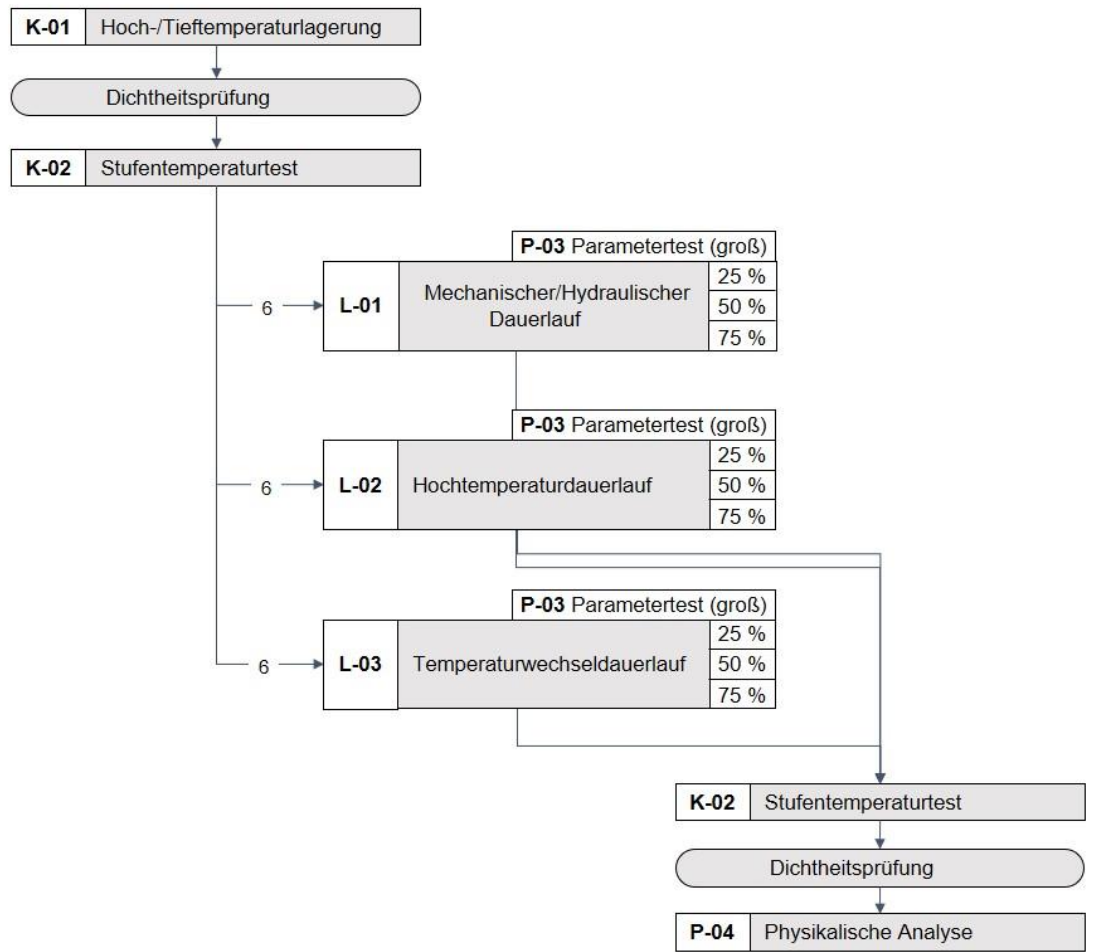 K-01 Hoch-/Tieftemperaturlagerung
Dichtheitsprüfung
K-02 Stufentemperaturtest
P-03 Parametertest (groß)
6 L-01 Mechanischer/Hydraulischer
Dauerlauf
25 %
50 %
75 %
P-03 Parametertest (groß)
6 L-02 Hochtemperaturdauerlauf
25 %
50 %
75 %
P-03 Parametertest (groß)
6 L-03 Temperaturwechseldauerlauf
25 %
50 %
75 %
K-02 Stufentemperaturtest
Dichtheitsprüfung
P-04 Physikalische Analyse